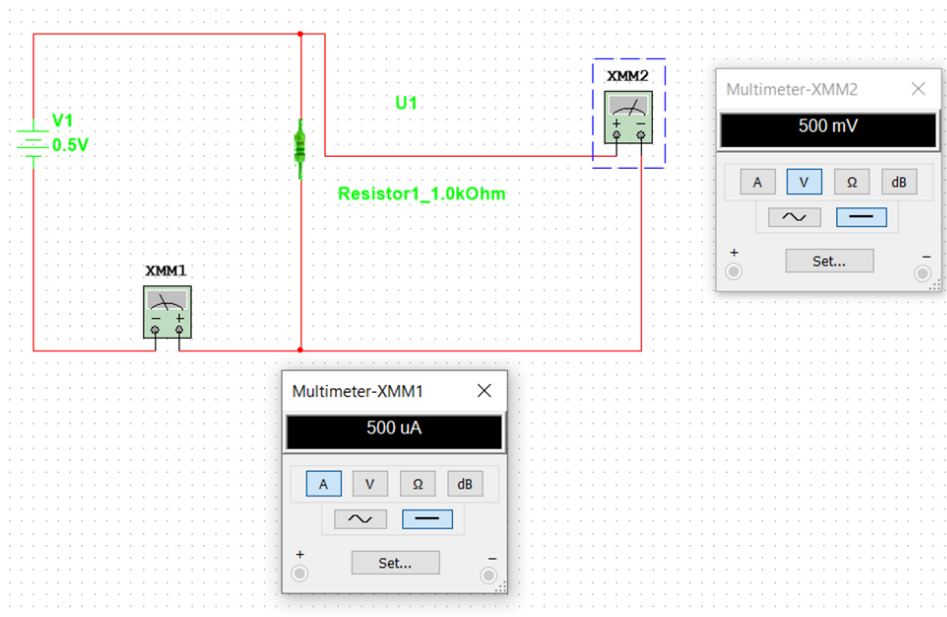 XMM2
U1
V1
0.5V
Resistor1_1.0kOhm
XMM1
+ −
− +
Multimeter-XMM2
500 mV
A V Ω dB
Set...
+ −
Multimeter-XMM1
500 uA
A V Ω dB
Set...
+ −